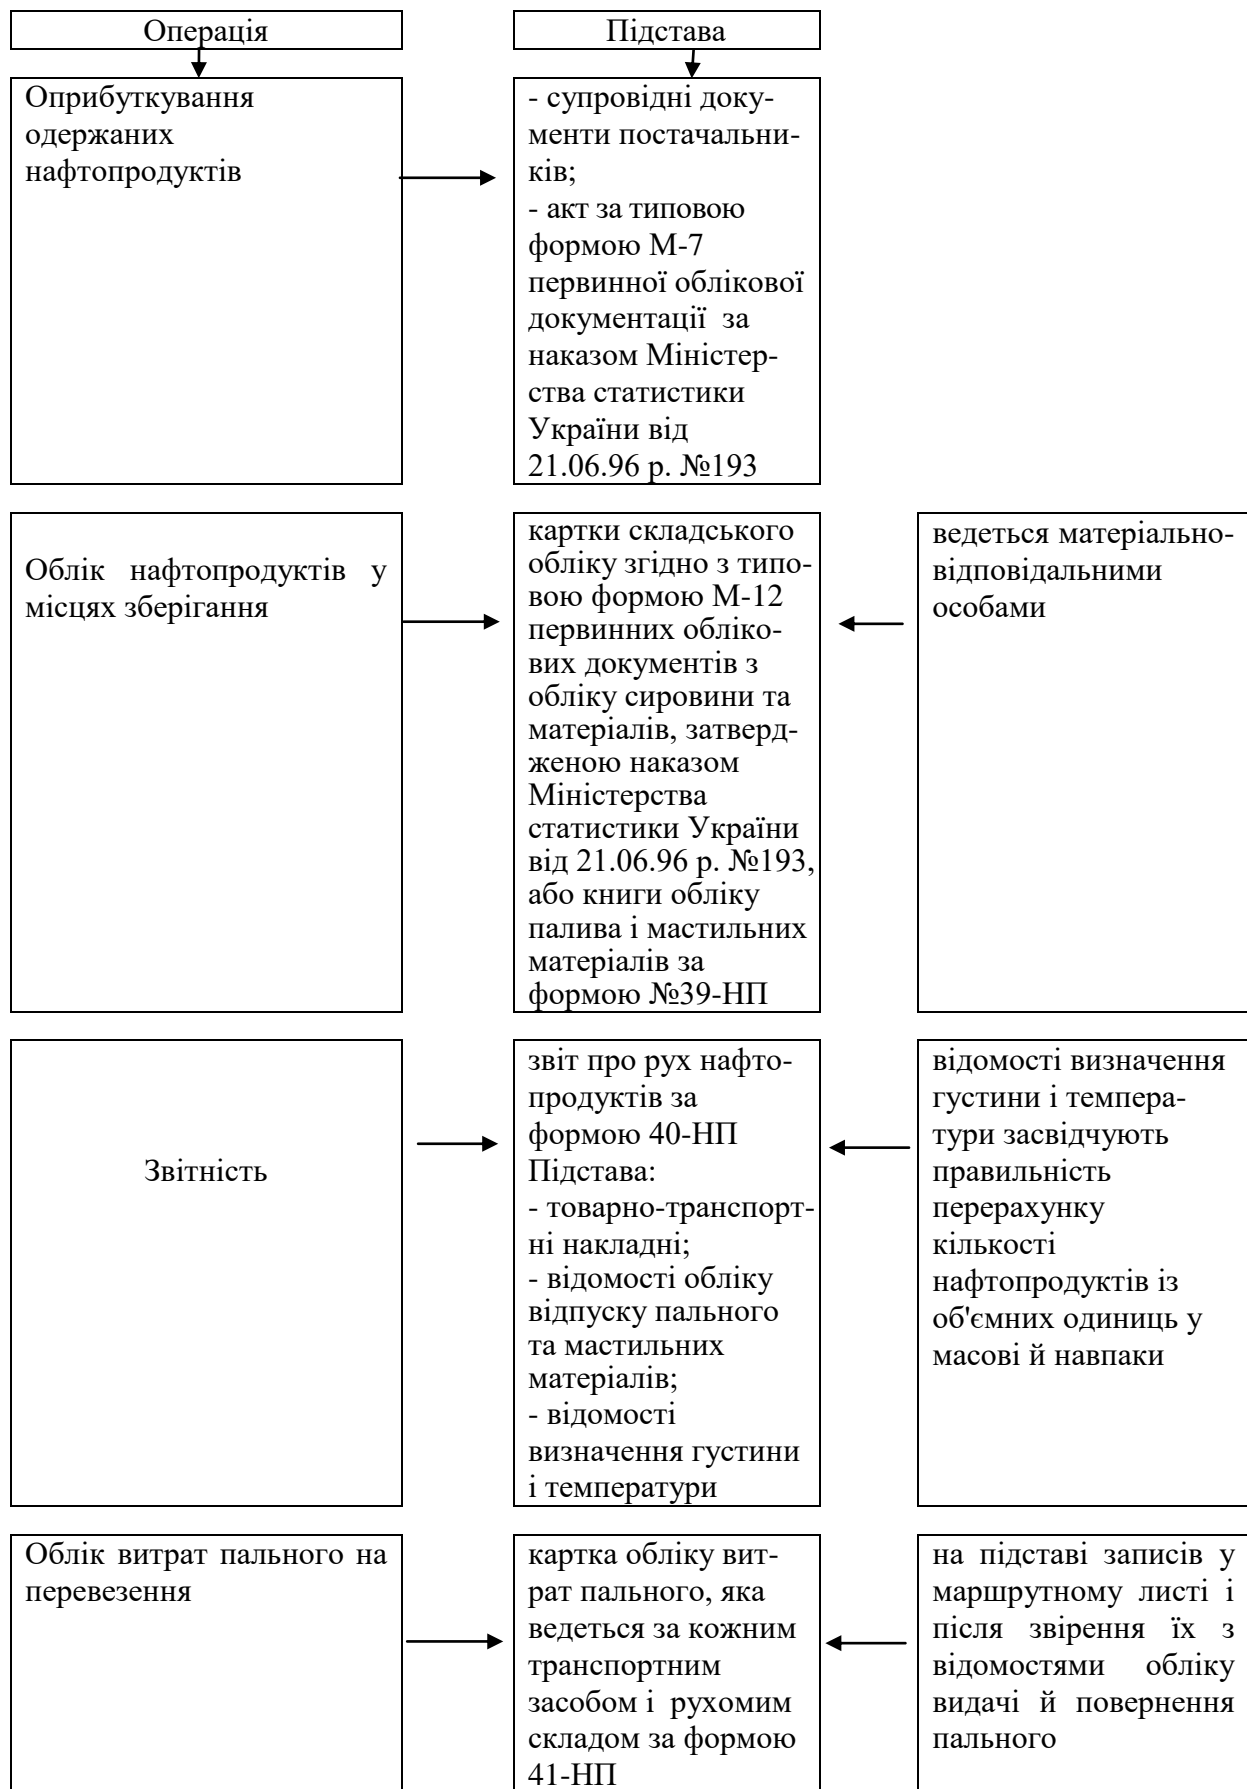 Операція
Підстава
Оприбуткування
одержаних
нафтопродуктів
- супровідні доку-
менти постачальни-
ків;
- акт за типовою
формою М-7
первинної облікової
документації за
наказом Міністер-
ства статистики
України від
21.06.96 р. №193
Облік нафтопродуктів у
місцях зберігання
картки складського
обліку згідно з типо-
вою формою М-12
первинних обліко-
вих документів з
обліку сировини та
матеріалів, затвер-
дженою наказом
Міністерства
статистики України
від 21.06.96 р. №193,
або книги обліку
палива і мастильних
матеріалів за
формою №39-НП
ведеться матеріально-
відповідальними
особами
Звітність
звіт про рух нафто-
продуктів за
формою 40-НП
Підстава:
- товарно-транспорт-
ні накладні;
- відомості обліку
відпуску пального
та мастильних
матеріалів;
- відомості
визначення густини
і температури
відомості визначення
густини і темпера-
тури засвідчують
правильність
перерахунку
кількості
нафтопродуктів із
об'ємних одиниць у
масові й навпаки
Облік витрат пального на
перевезення
картка обліку вит-
рат пального, яка
ведеться за кожним
транспортним
засобом і рухомим
складом за формою
41-НП
на підставі записів у
маршрутному листі і
після звірення їх з
відомостями обліку
видачі й повернення
пального